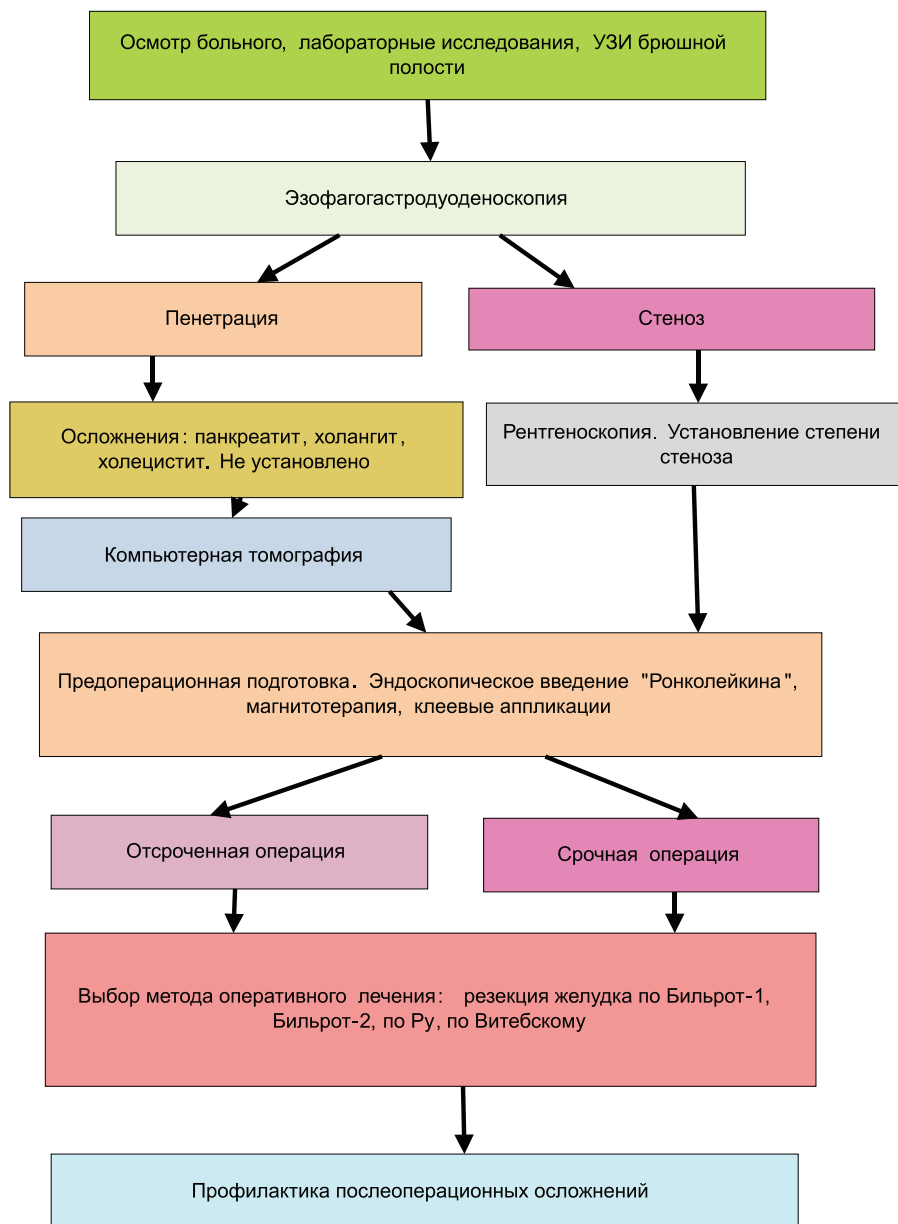 Осмотр больного, лабораторные исследования, УЗИ брюшной
полости
Эзофагогастродуоденоскопия
Пенетрация
Стеноз
Осложнения: панкреатит, холангит,
холецистит. Не установлено
Рентгеноскопия. Установление степени
стеноза
Компьютерная томография
Предоперационная подготовка. Эндоскопическое введение "Ронколейкина",
магнитотерапия, клеевые аппликации
Отсроченная операция
Срочная операция
Выбор метода оперативного лечения: резекция желудка по Бильрот-1,
Бильрот-2, по Ру, по Витебскому
Профилактика послеоперационных осложнений